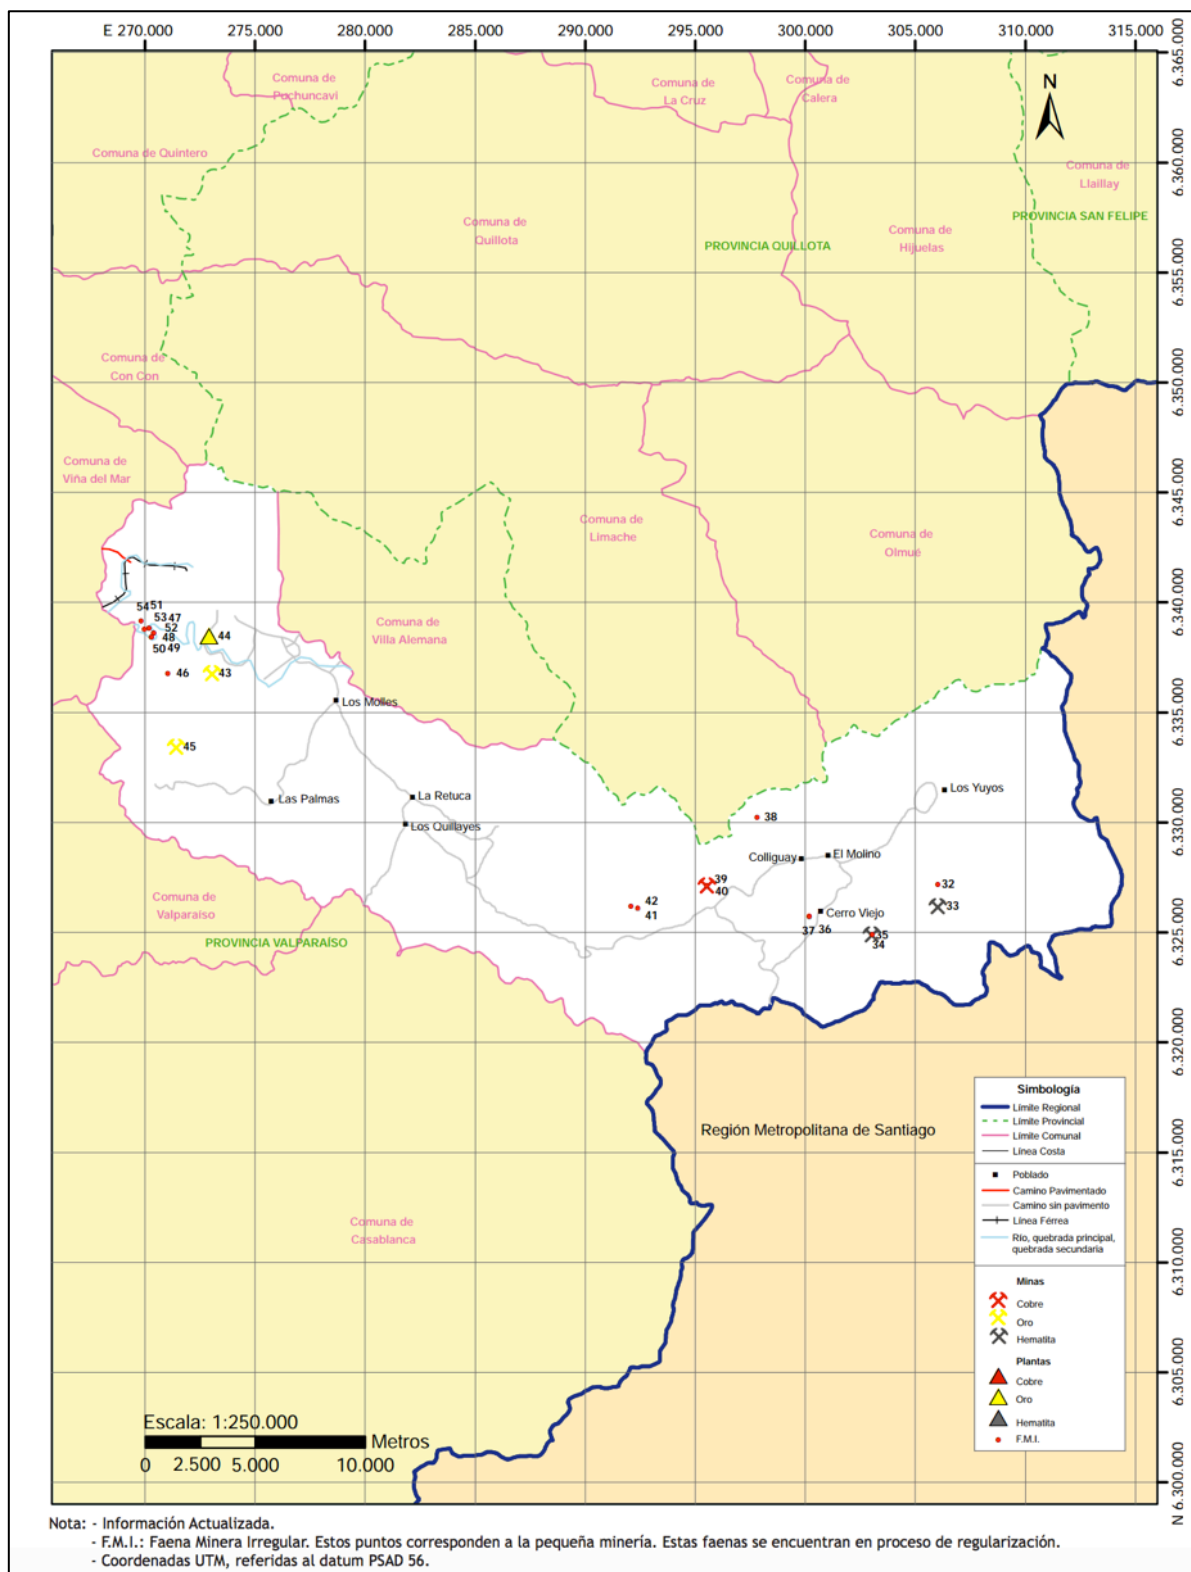 E 270.000 275.000 280.000 285.000 290.000 295.000 300.000 305.000 310.000 315.000
6.365.000
Comuna de
Puchuncavi
Comuna de
La Cruz
Comuna de
Calera
N
Comuna de Quintero
6.360.000
Comuna de
Llaillay
PROVINCIA SAN FELIPE
Comuna de
Quillota
PROVINCIA QUILLOTA
Comuna de
Hijuelas
6.355.000
Comuna de
Con Con
6.350.000
Comuna de
Viña del Mar
6.345.000
Comuna de
Limache
Comuna de
Olmué
6.340.000
54 51
53 47
52
48
50 49
44
Comuna de
Villa Alemana
46
43
6.335.000
Los Molles
45
Las Palmas
La Retuca
Los Yuyos
Los Quillayes
38
6.330.000
Colliguay
El Molino
39
40
32
Comuna de
Valparaíso
42
41
Cerro Viejo
33
37 36
35
34
PROVINCIA VALPARAÍSO
6.325.000
6.320.000
Región Metropolitana de Santiago
6.315.000
Comuna de
Casablanca
6.310.000
6.305.000
N 6.300.000
Simbología
Límite Regional
Límite Provincial
Límite Comunal
Línea Costa
Poblado
Camino Pavimentado
Camino sin pavimento
Línea Férrea
Río, quebrada principal,
quebrada secundaria
Minas
Cobre
Oro
Hematita
Plantas
Cobre
Oro
Hematita
F.M.I.
Escala: 1:250.000
Metros
0 2.500 5.000 10.000
Nota: - Información Actualizada.
- F.M.I.: Faena Minera Irregular. Estos puntos corresponden a la pequeña minería. Estas faenas se encuentran en proceso de regularización.
- Coordenadas UTM, referidas al datum PSAD 56.